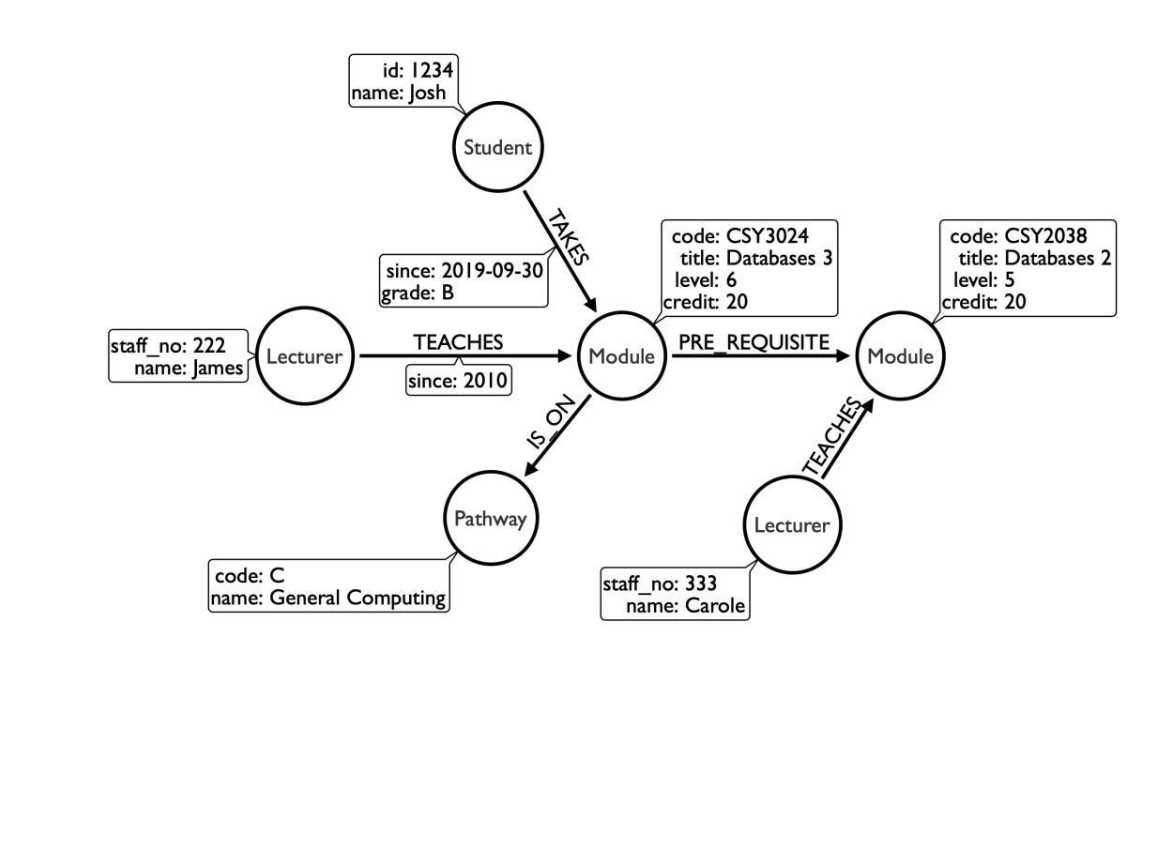 id: 1234
name: Josh
Student
TAKES
since: 2019-09-30
grade: B
code: CSY3024
title: Databases 3
level: 6
credit: 20
code: CSY2038
title: Databases 2
level: 5
credit: 20
staff_no: 222
name: James
Lecturer
TEACHES
since: 2010
Module
PRE_REQUISITE
Module
IS_ON
TEACHES
Pathway
Lecturer
code: C
name: General Computing
staff_no: 333
name: Carole